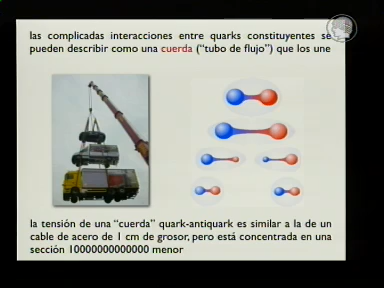 las complicadas interacciones entre quarks constituyentes se
pueden describir como una cuerda ("tubo de flujo") que los une
la tensión de una "cuerda" quark-antiquark es similar a la de un
cable de acero de 1 cm de grosor, pero está concentrada en una
sección 10000000000000 menor